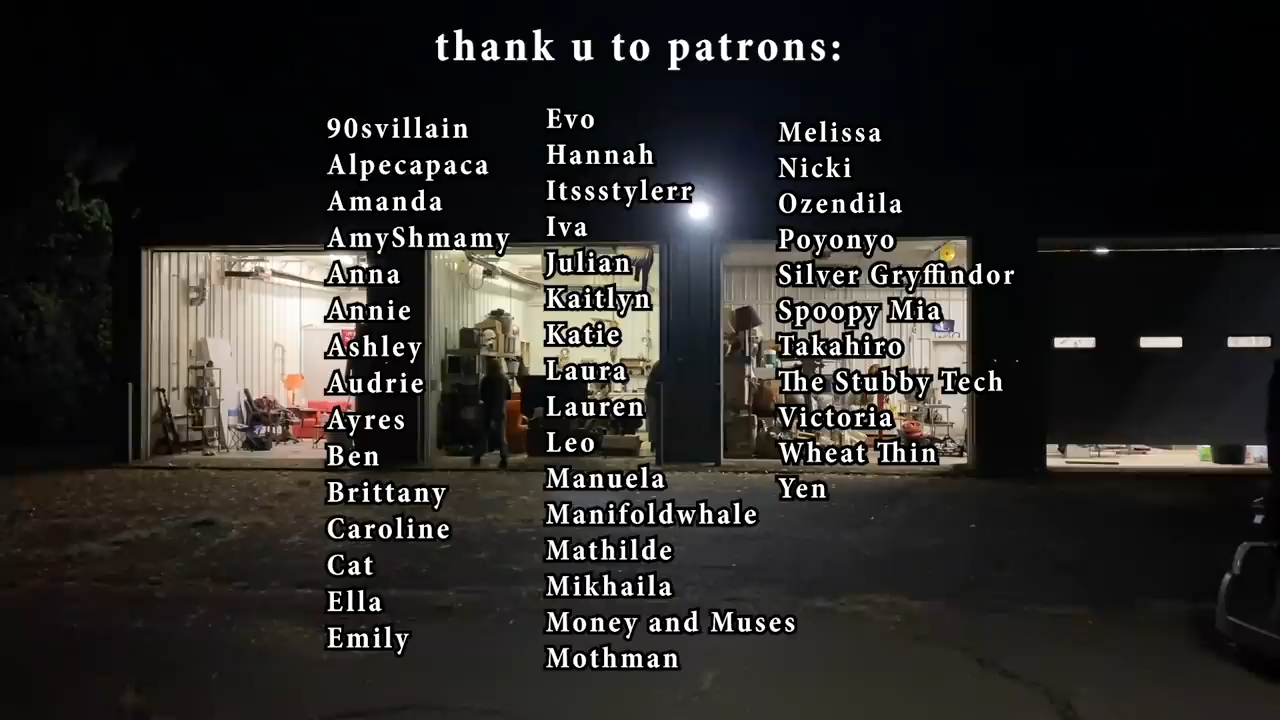 thank u to patrons:
90svillain
Alpecapaca
Amanda
AmyShmamy
Anna
Annie
Ashley
Audrie
Ayres
Ben
Brittany
Caroline
Cat
Ella
Emily
Evo
Hannah
Itssstylerr
Iva
Julian
Kaitlyn
Katie
Laura
Lauren
Leo
Manuela
Manifoldwhale
Mathilde
Mikhaila
Money and Muses
Mothman
Melissa
Nicki
Ozendila
Poyonyo
Silver Gryffindor
Spoopy Mia
Takahiro
The Stubby Tech
Victoria
Wheat Thin
Yen